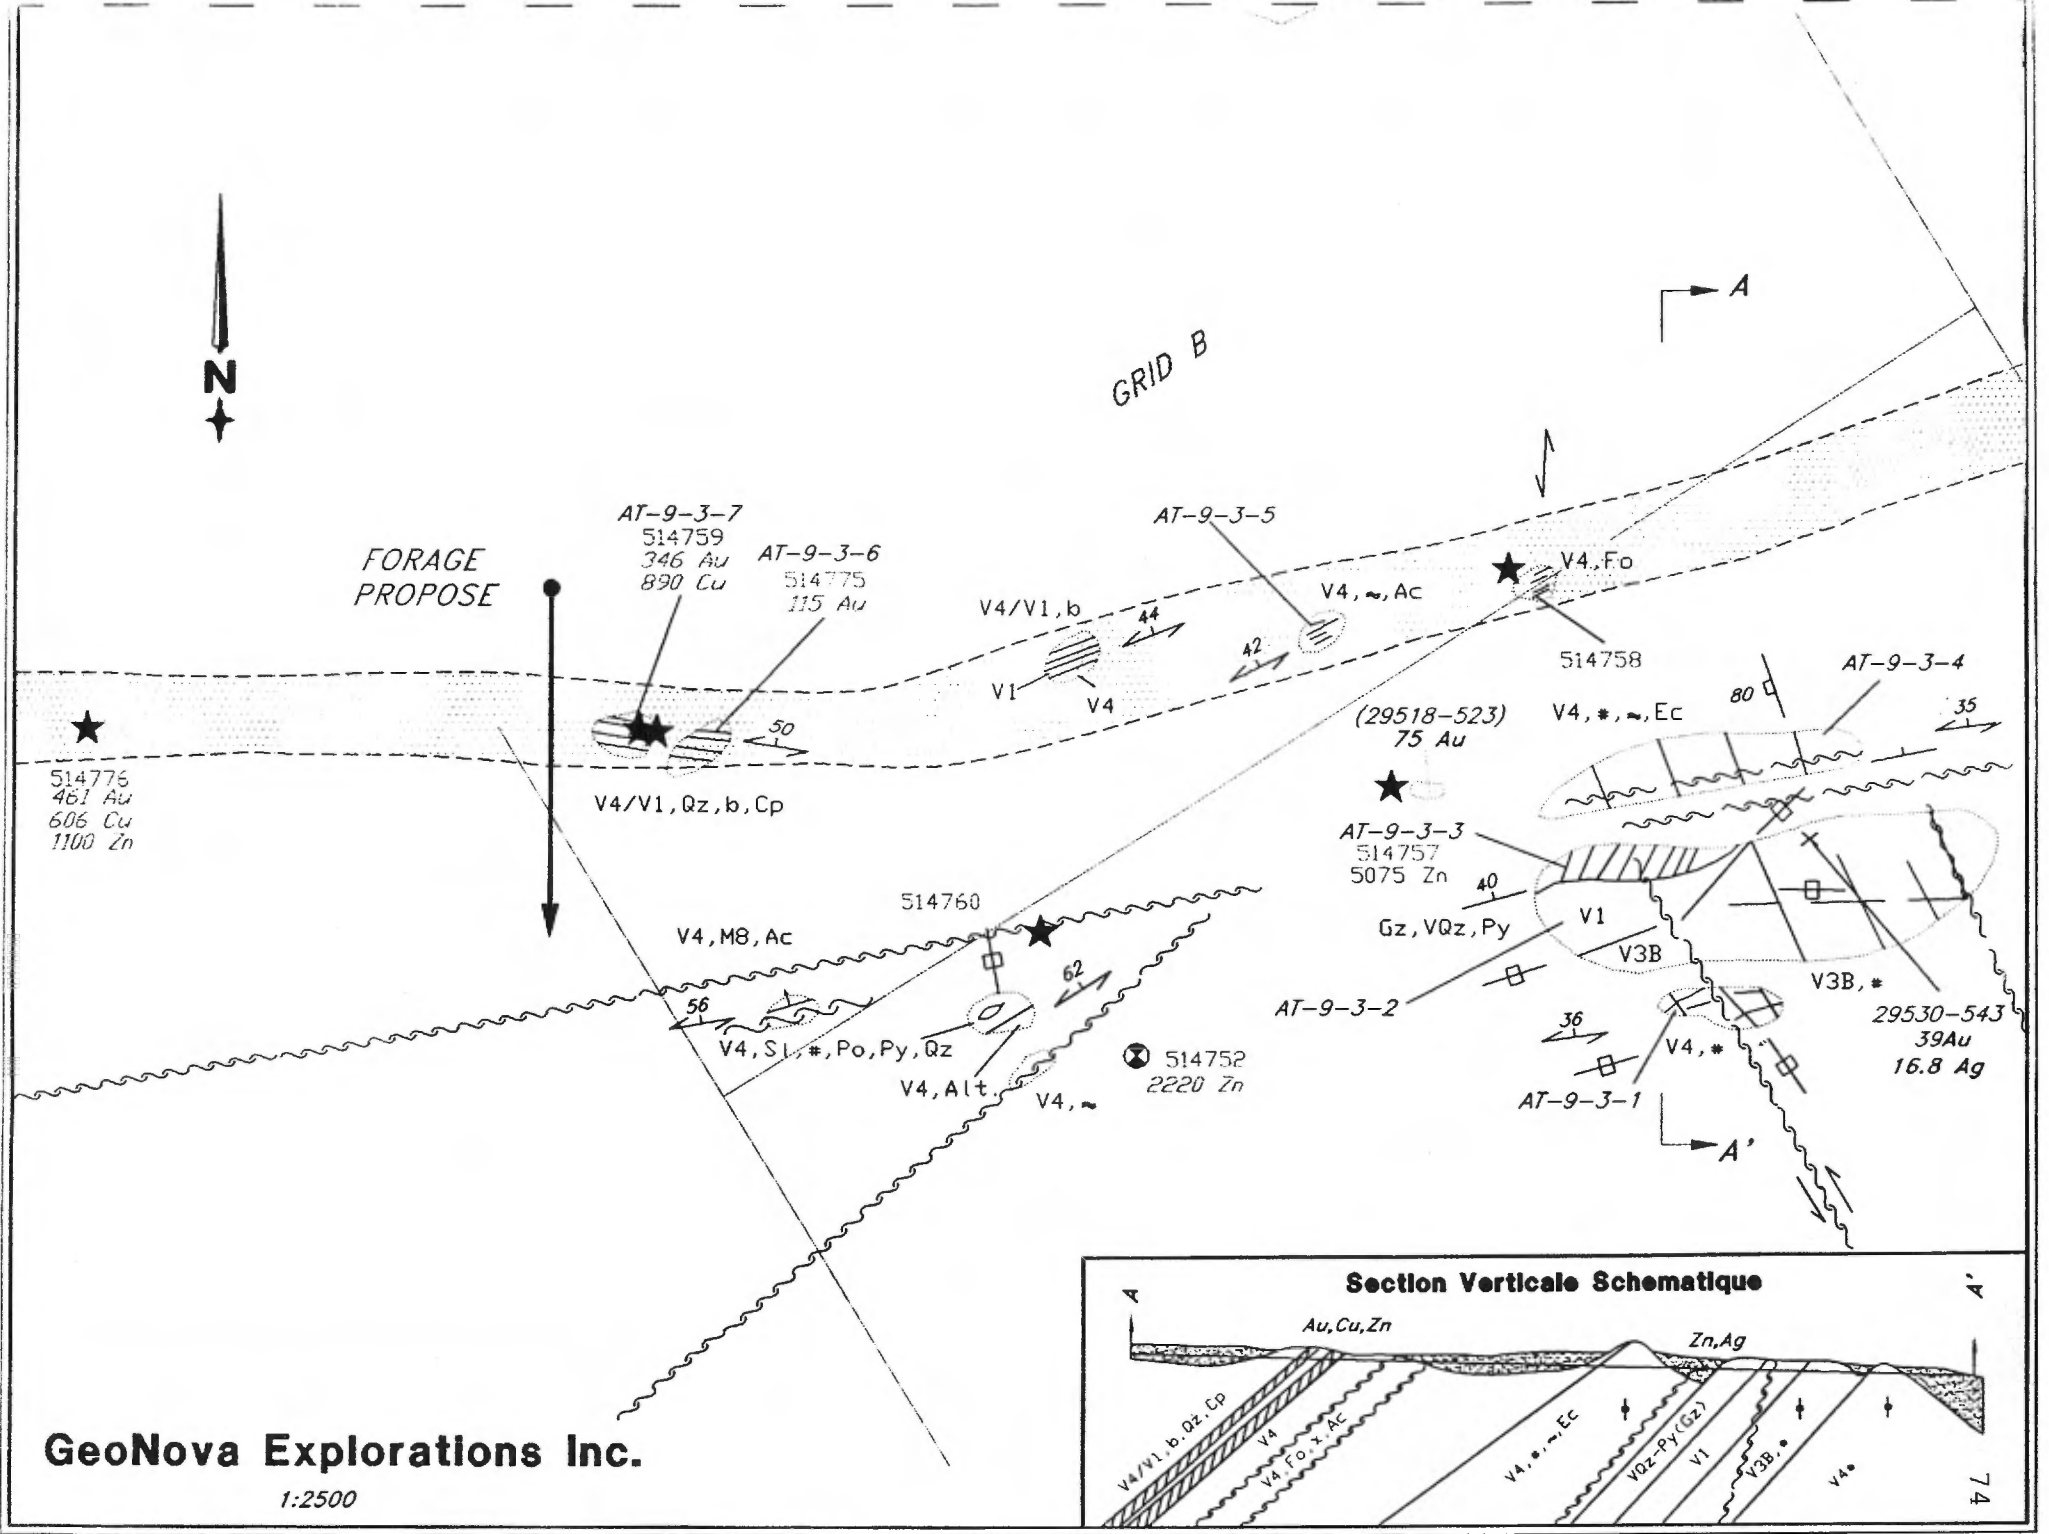 A
GRID B
N
AT-9-3-7
514759
346 Au
890 Cu
AT-9-3-6
514775
115 Au
FORAGE
PROPOSE
AT-9-3-5
V4,~,Ac
V4,Fo
V4/V1,b
44
42
V1
V4
514758
AT-9-3-4
80
35
V4,*,~,Ec
(29518-523)
75 Au
50
514776
461 Au
606 Cu
1100 Zn
V4/V1,Qz,b,Cp
AT-9-3-3
514757
5075 Zn
40
Gz,VQz,Py
V1
V3B
V3B,*
514760
V4,M8,Ac
62
56
AT-9-3-2
29530-543
39Au
16.8 Ag
36
V4,*
V4,Si,*,Po,Py,Qz
V4,Alt.
V4,~
514752
2220 Zn
AT-9-3-1
A'
Section Verticale Schematique
A
A'
Au,Cu,Zn
Zn,Ag
V4/V1,b,Qz,Cp
V4
V4,Fo,x,Ac
V4,*,~,Ec
VQz-Py(Gz)
V1
V3B,*
V4*
74
GeoNova Explorations Inc.
1:2500